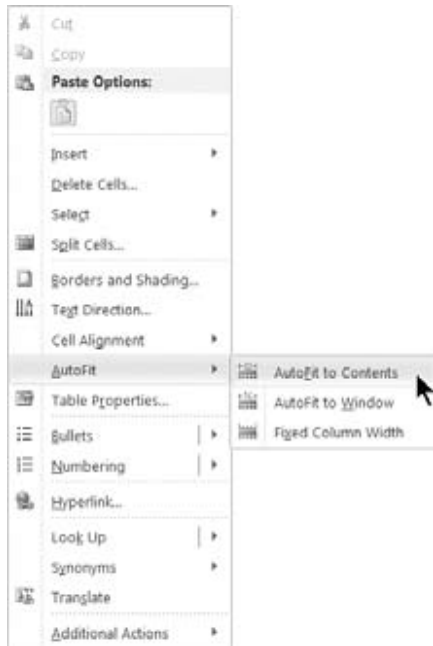 Cut
Copy
Paste Options:
Insert
Delete Cells...
Select
Split Cells...
Borders and Shading...
Text Direction...
Cell Alignment
AutoFit
AutoFit to Contents
AutoFit to Window
Fixed Column Width
Table Properties...
Bullets
Numbering
Hyperlink...
Look Up
Synonyms
Translate
Additional Actions